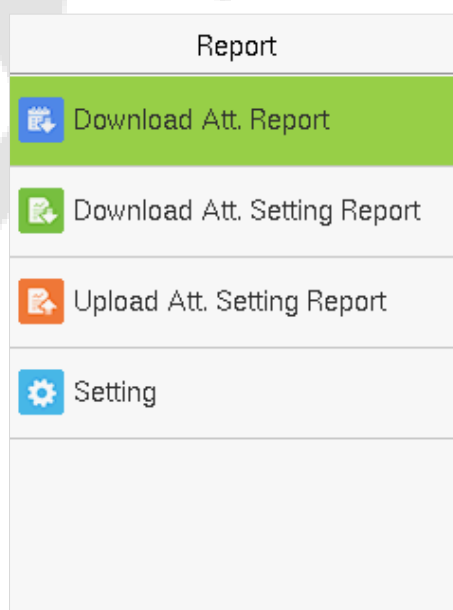 Report
Download Att. Report
Download Att. Setting Report
Upload Att. Setting Report
Setting